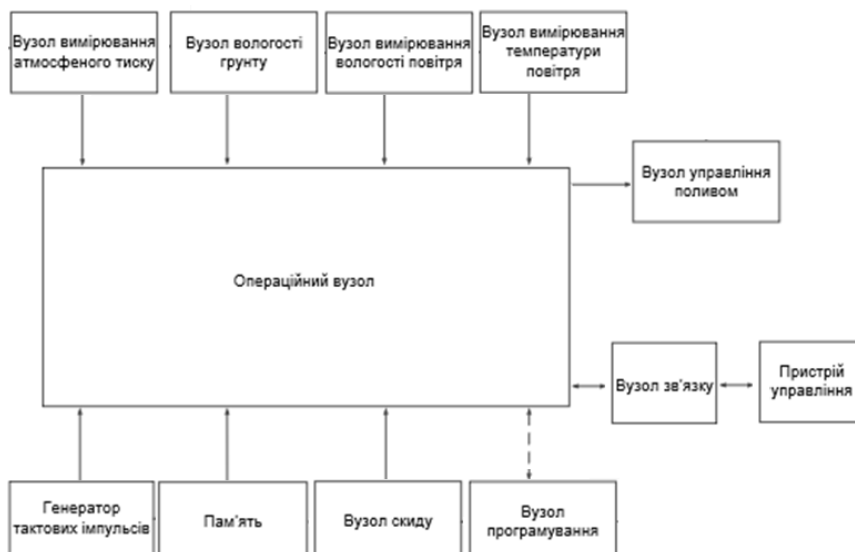 Вузол вимірювання
атмосфеного тиску
Вузол вологості
грунту
Вузол вимірювання
вологості повітря
Вузол вимірювання
температури
повітря
Вузол управління
поливом
Операційний вузол
Вузол зв'язку
Пристрій
управління
Генератор
тактових імпульсів
Пам'ять
Вузол скиду
Вузол
програмування